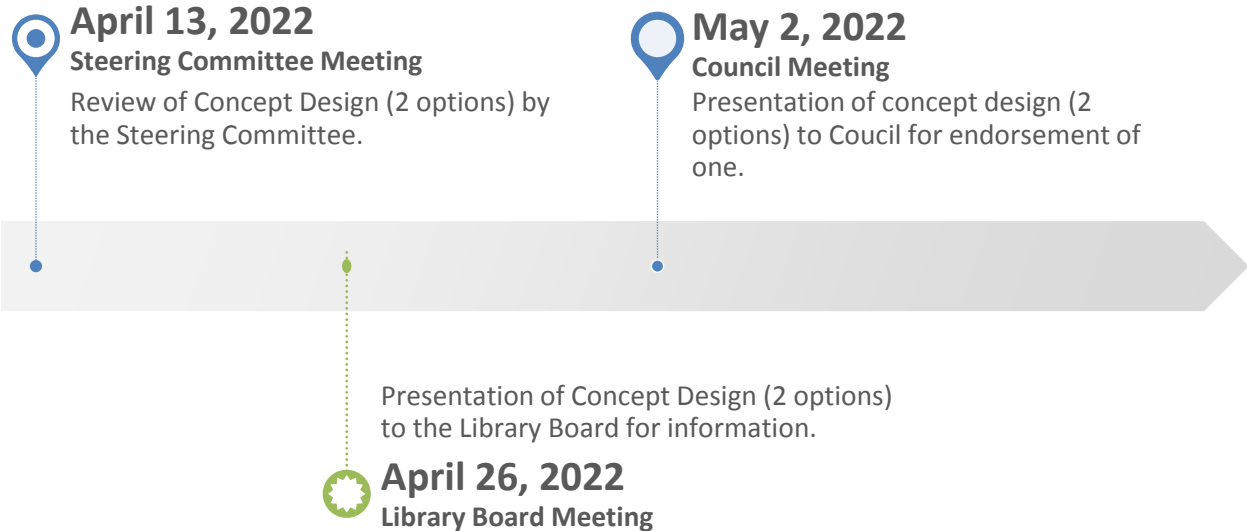 April 13, 2022
Steering Committee Meeting
Review of Concept Design (2 options) by
the Steering Committee.
May 2, 2022
Council Meeting
Presentation of concept design (2
options) to Coucil for endorsement of
one.
Presentation of Concept Design (2 options)
to the Library Board for information.
April 26, 2022
Library Board Meeting